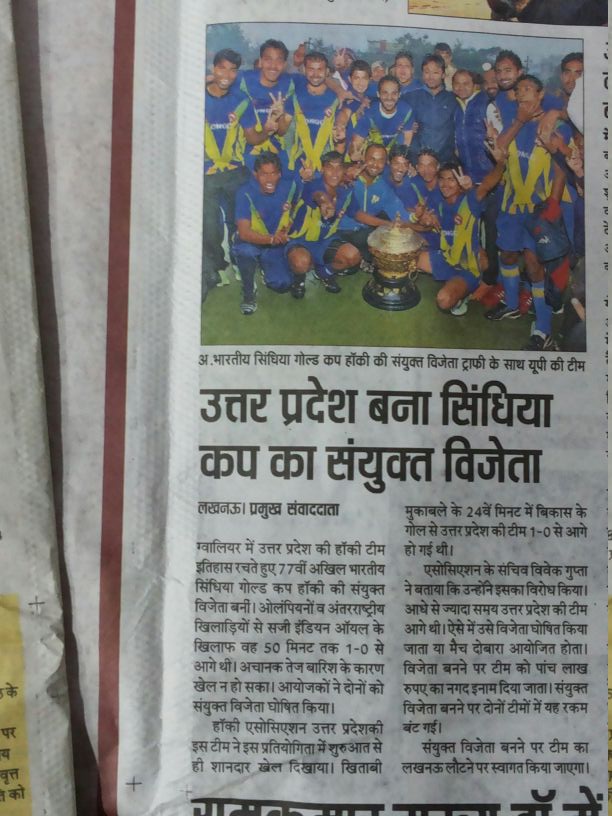 अ.भारतीय सिंधिया गोल्ड कप हॉकी की संयुक्त विजेता ट्राफी के साथ यूपी की टीम
उत्तर प्रदेश बना सिंधिया
कप का संयुक्त विजेता
लखनऊ। प्रमुख संवाददाता
ग्वालियर में उत्तर प्रदेश की हॉकी टीम
इतिहास रचते हुए 77वीं अखिल भारतीय
सिंधिया गोल्ड कप हॉकी की संयुक्त
विजेता बनी। ओलंपियनों व अंतरराष्ट्रीय
खिलाड़ियों से सजी इंडियन ऑयल के
खिलाफ वह 50 मिनट तक 1-0 से
आगे थी। अचानक तेज बारिश के कारण
खेल न हो सका। आयोजकों ने दोनों को
संयुक्त विजेता घोषित किया।
हॉकी एसोसिएशन उत्तर प्रदेशकी
इस टीम ने इस प्रतियोगिता में शुरुआत से
ही शानदार खेल दिखाया। खिताबी
मुकाबले के 24वें मिनट में बिकास के
गोल से उत्तर प्रदेश की टीम 1-0 से आगे
हो गई थी।
एसोसिएशन के सचिव विवेक गुप्ता
ने बताया कि उन्होंने इसका विरोध किया।
आधे से ज्यादा समय उत्तर प्रदेश की टीम
आगे थी। ऐसे में उसे विजेता घोषित किया
जाता या मैच दोबारा आयोजित होता।
विजेता बनने पर टीम को पांच लाख
रुपए का नगद इनाम दिया जाता। संयुक्त
विजेता बनने पर दोनों टीमों में यह रकम
बंट गई।
संयुक्त विजेता बनने पर टीम का
लखनऊ लौटने पर स्वागत किया जाएगा।